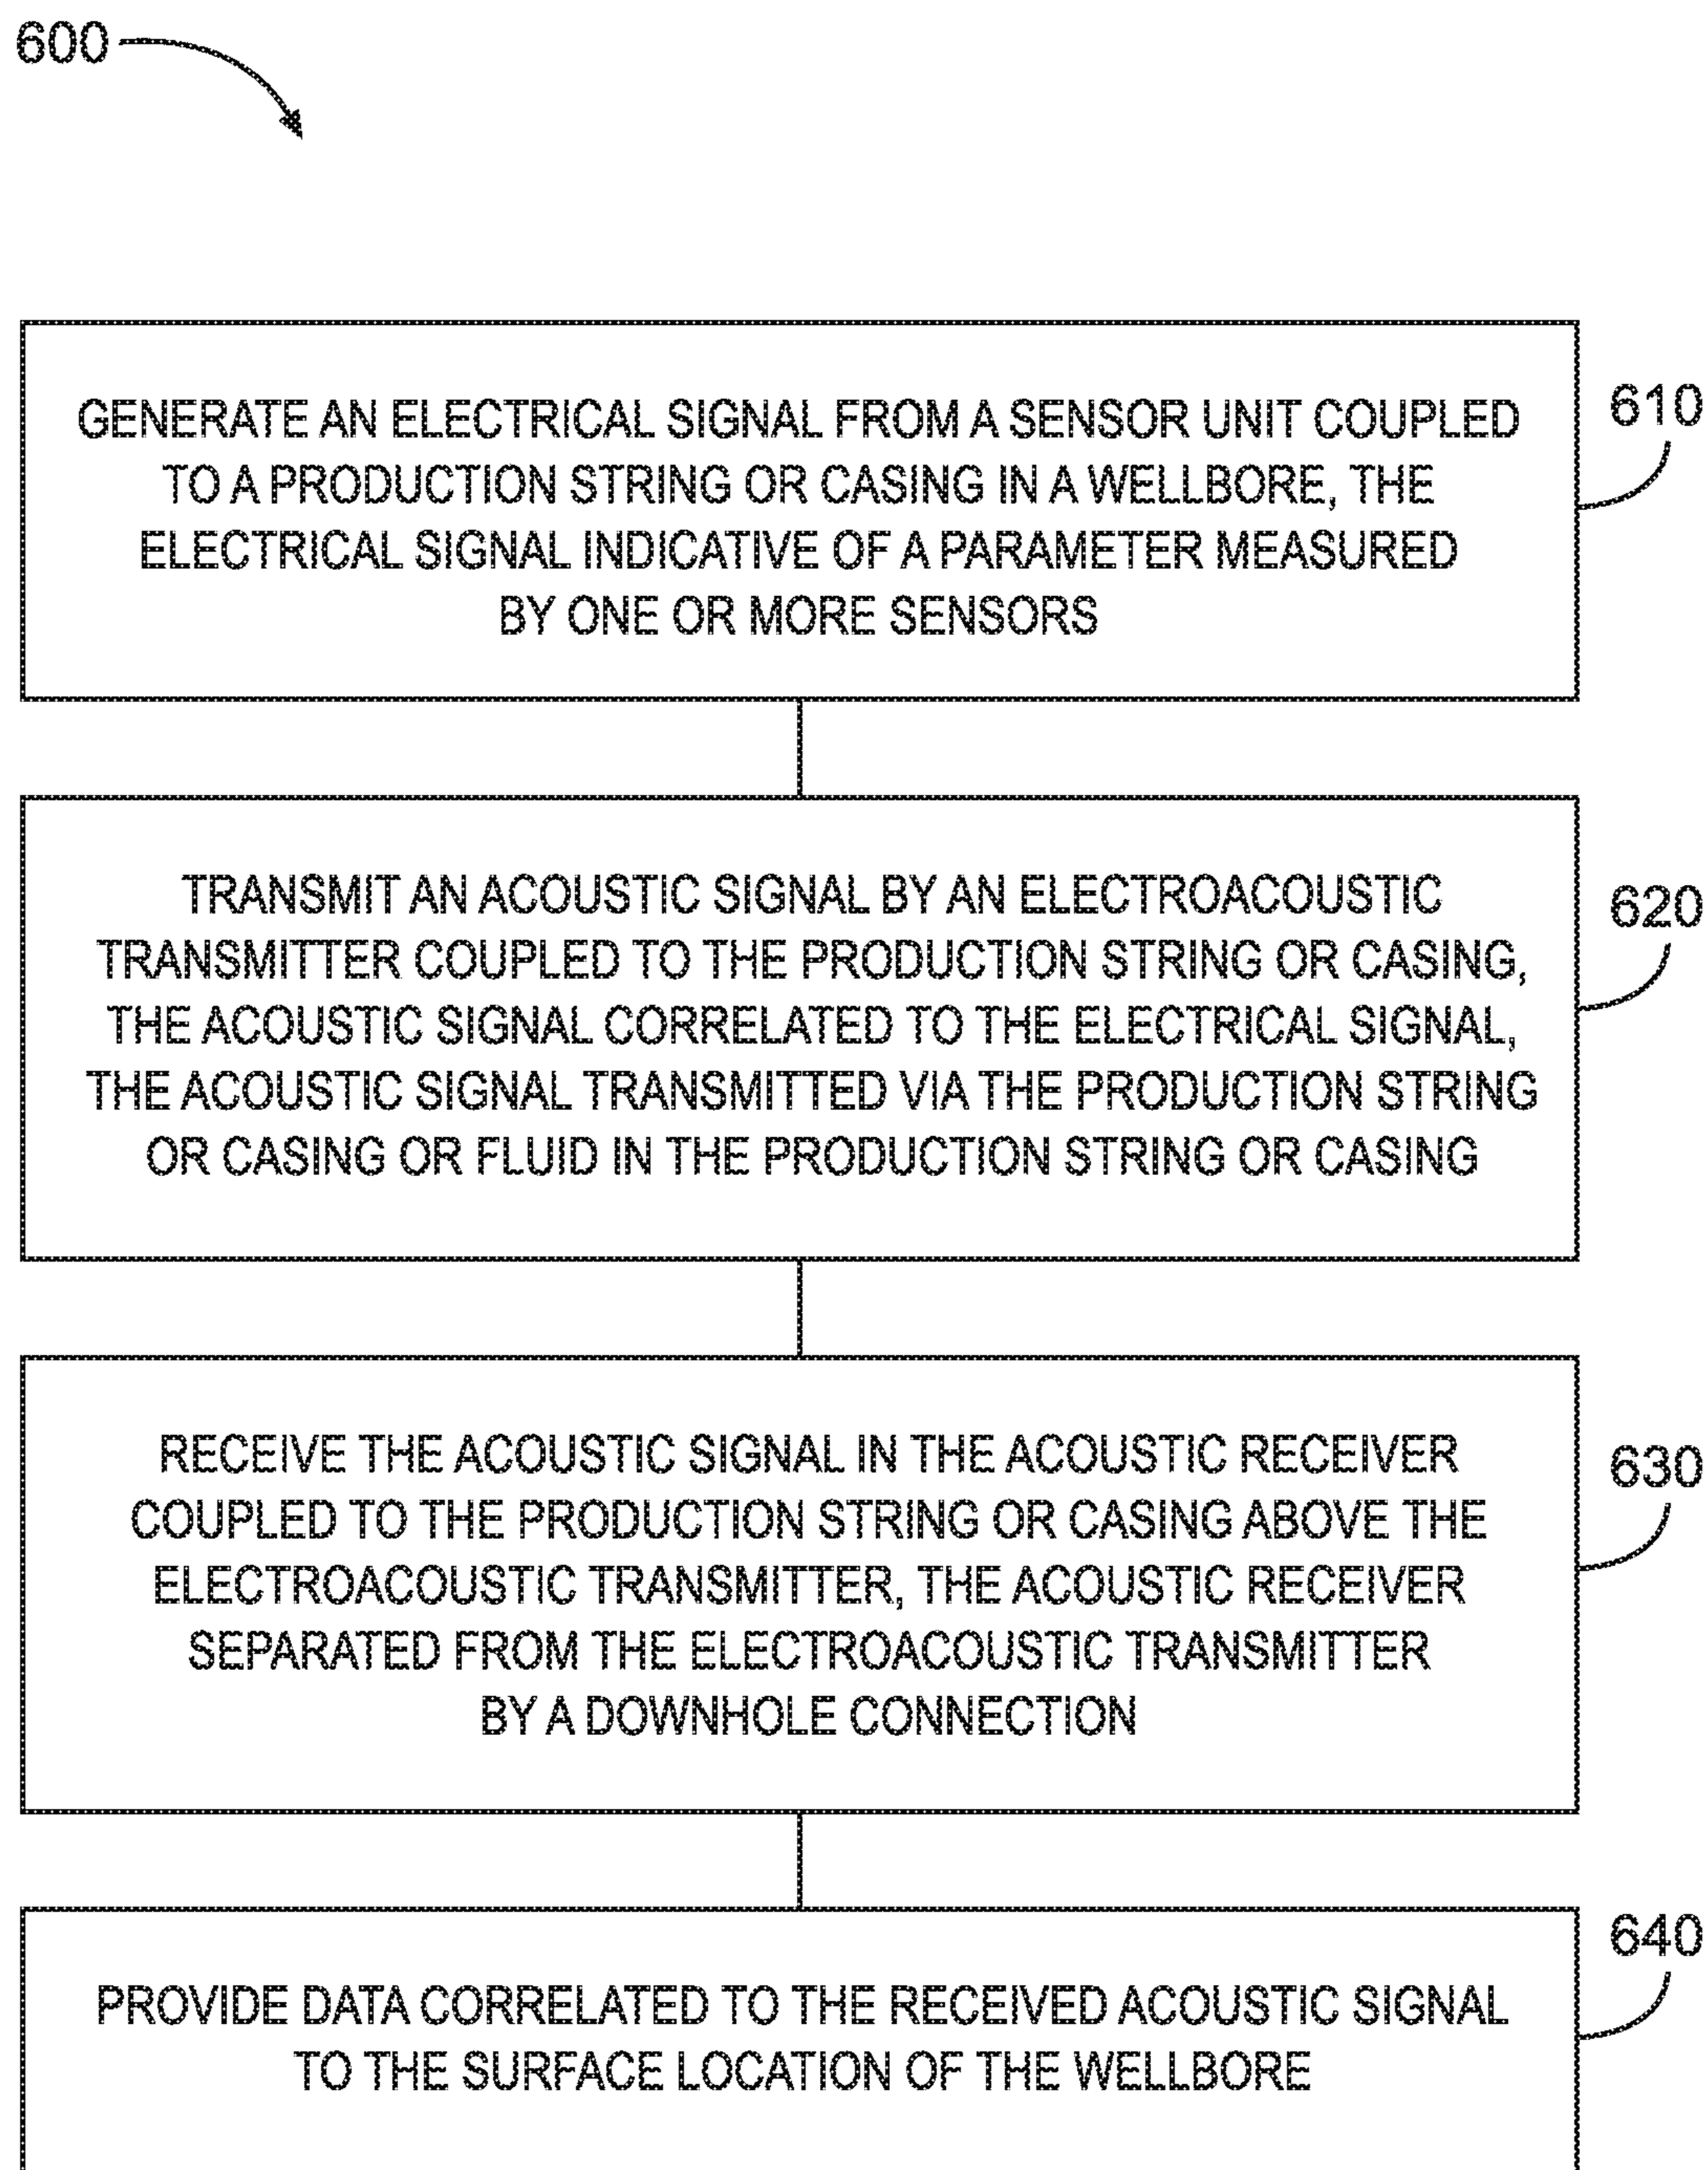 600
GENERATE AN ELECTRICAL SIGNAL FROM A SENSOR UNIT COUPLED
TO A PRODUCTION STRING OR CASING IN A WELLBORE, THE
ELECTRICAL SIGNAL INDICATIVE OF A PARAMETER MEASURED
BY ONE OR MORE SENSORS
610
TRANSMIT AN ACOUSTIC SIGNAL BY AN ELECTROACOUSTIC
TRANSMITTER COUPLED TO THE PRODUCTION STRING OR CASING,
THE ACOUSTIC SIGNAL CORRELATED TO THE ELECTRICAL SIGNAL,
THE ACOUSTIC SIGNAL TRANSMITTED VIA THE PRODUCTION STRING
OR CASING OR FLUID IN THE PRODUCTION STRING OR CASING
620
RECEIVE THE ACOUSTIC SIGNAL IN THE ACOUSTIC RECEIVER
COUPLED TO THE PRODUCTION STRING OR CASING ABOVE THE
ELECTROACOUSTIC TRANSMITTER, THE ACOUSTIC RECEIVER
SEPARATED FROM THE ELECTROACOUSTIC TRANSMITTER
BY A DOWNHOLE CONNECTION
630
PROVIDE DATA CORRELATED TO THE RECEIVED ACOUSTIC SIGNAL
TO THE SURFACE LOCATION OF THE WELLBORE
640